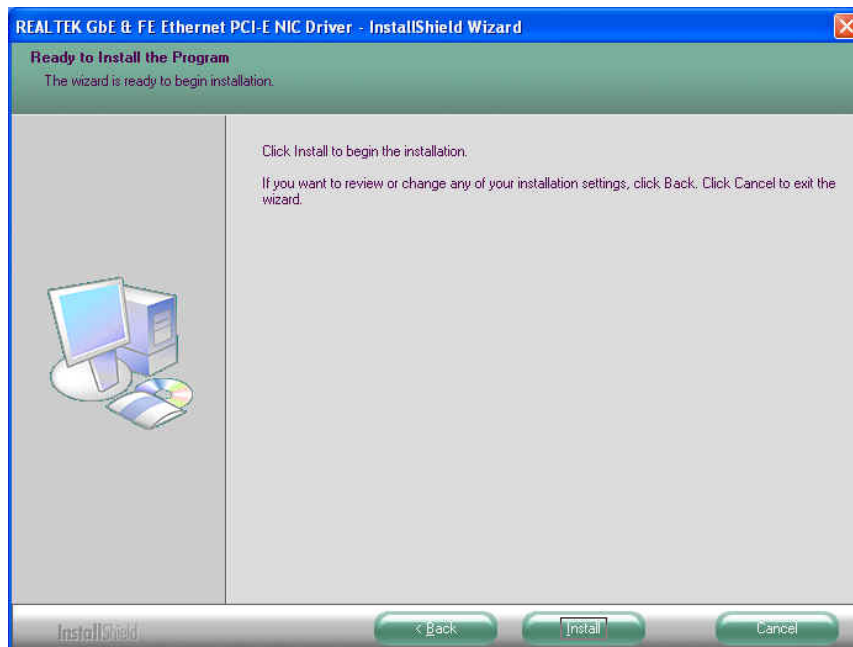 REALTEK GbE & FE Ethernet PCI-E NIC Driver - InstallShield Wizard
Ready to Install the Program
The wizard is ready to begin installation.
Click Install to begin the installation.
If you want to review or change any of your installation settings, click Back. Click Cancel to exit the
wizard.
InstallShield
< Back
Install
Cancel